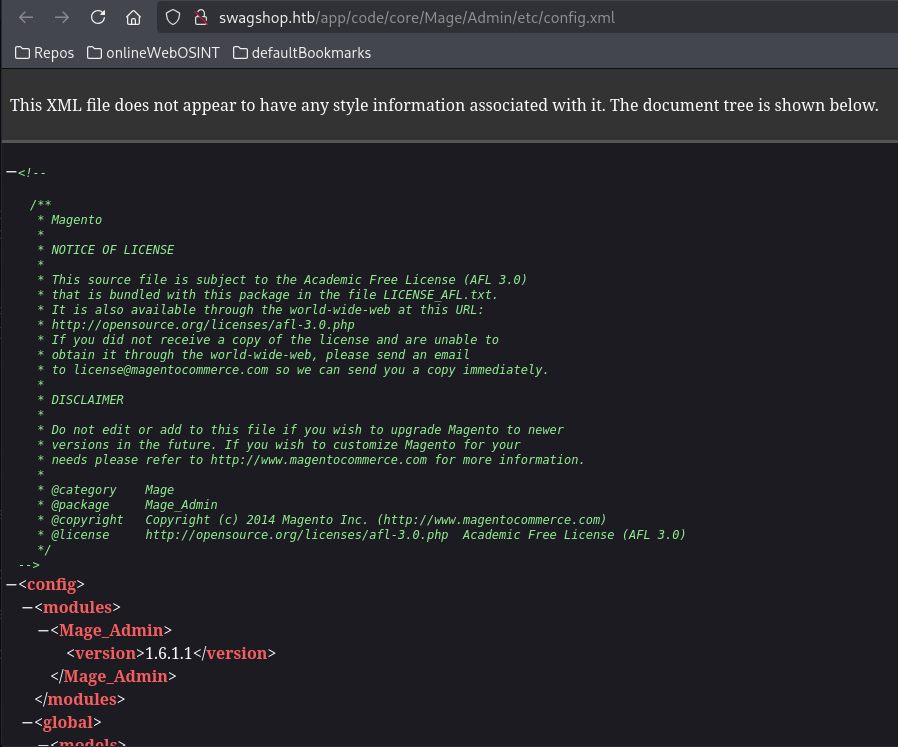 swagshop.htb/app/code/core/Mage/Admin/etc/config.xml
Repos onlineWebOSINT defaultBookmarks
This XML file does not appear to have any style information associated with it. The document tree is shown below.
−<!--
/**
* Magento
*
* NOTICE OF LICENSE
*
* This source file is subject to the Academic Free License (AFL 3.0)
* that is bundled with this package in the file LICENSE_AFL.txt.
* It is also available through the world-wide-web at this URL:
* http://opensource.org/licenses/afl-3.0.php
* If you did not receive a copy of the license and are unable to
* obtain it through the world-wide-web, please send an email
* to license@magentocommerce.com so we can send you a copy immediately.
*
* DISCLAIMER
*
* Do not edit or add to this file if you wish to upgrade Magento to newer
* versions in the future. If you wish to customize Magento for your
* needs please refer to http://www.magentocommerce.com for more information.
*
* @category    Mage
* @package     Mage_Admin
* @copyright   Copyright (c) 2014 Magento Inc. (http://www.magentocommerce.com)
* @license     http://opensource.org/licenses/afl-3.0.php  Academic Free License (AFL 3.0)
*/
-->
−<config>
−<modules>
−<Mage_Admin>
<version>1.6.1.1</version>
</Mage_Admin>
</modules>
−<global>
−<models>